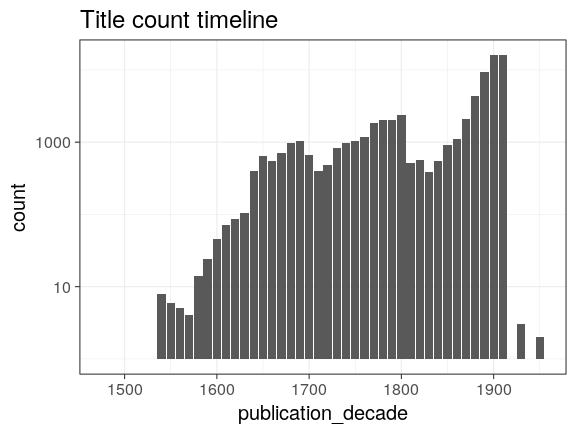 Title count timeline
count
1000
10
1500 1600 1700 1800 1900
publication_decade